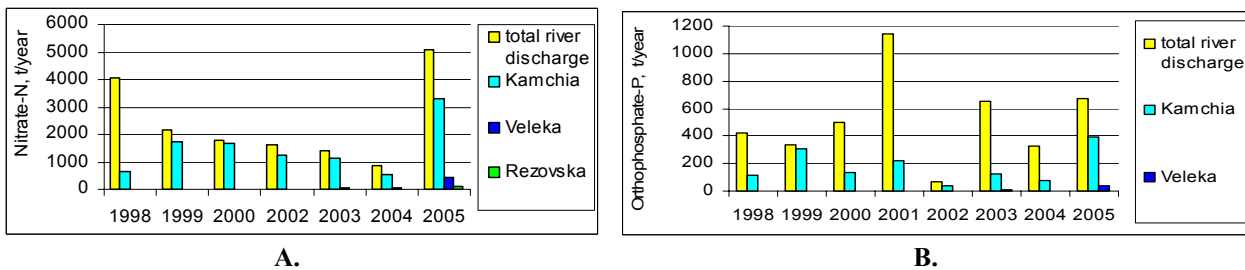 Nitrate-N, t/year
6000
5000
4000
3000
2000
1000
0
1998 1999 2000 2002 2003 2004 2005
total river
discharge
Kamchia
Veleka
Rezovska
A.
Orthophosphate-P, t/year
1200
1000
800
600
400
200
0
1998 1999 2000 2001 2002 2003 2004 2005
total river
discharge
Kamchia
Veleka
B.